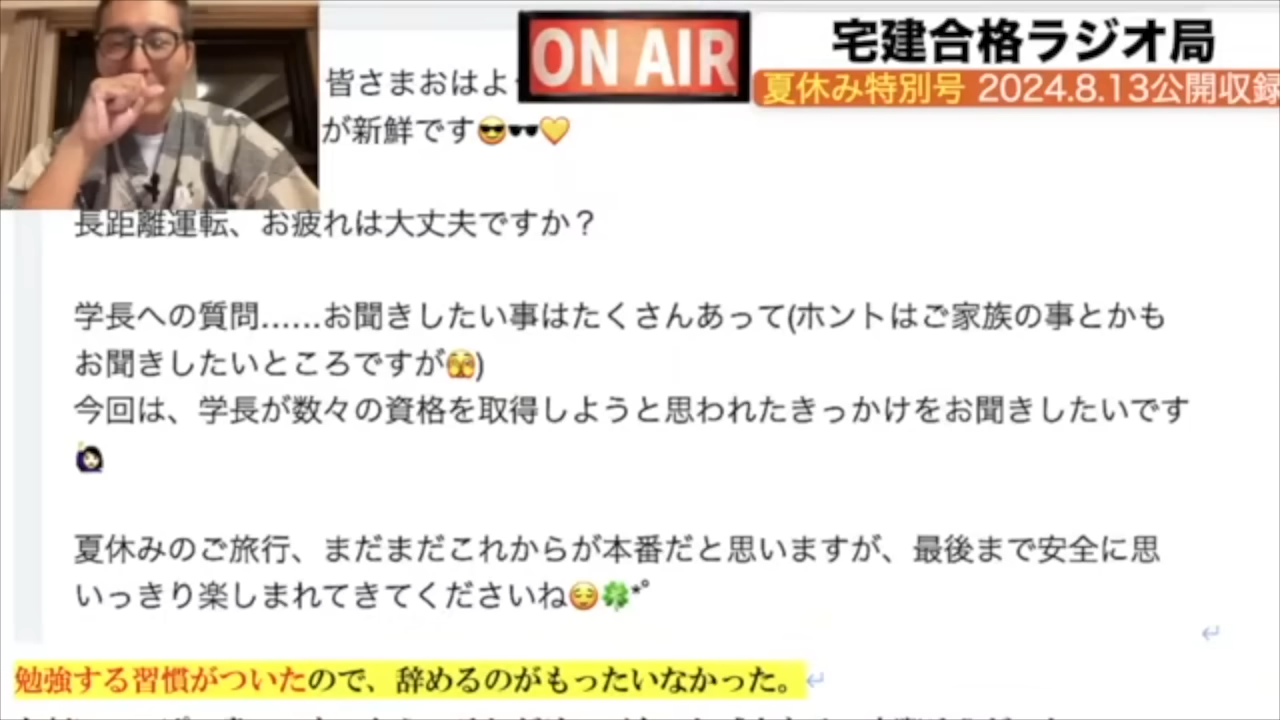 ON AIR
宅建合格ラジオ局
夏休み特別号 2024.8.13公開収録
皆さまおはよ
が新鮮です😎🕶️💛
長距離運転、お疲れは大丈夫ですか？
学長への質問……お聞きしたい事はたくさんあって(ホントはご家族の事とかも
お聞きしたいところですが🫣)
今回は、学長が数々の資格を取得しようと思われたきっかけをお聞きしたいです
🙋🏻‍♀️
夏休みのご旅行、まだまだこれからが本番だと思いますが、最後まで安全に思
いっきり楽しまれてきてくださいね😌🍀*゜
勉強する習慣がついたので、辞めるのがもったいなかった。